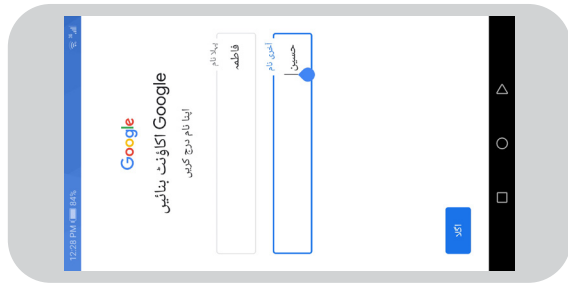 12:28 PM 84%
Google
Google اکاؤنٹ بنائیں
اپنا نام درج کریں
پہلا نام
فاطمہ
آخری نام
حسین
اگلا